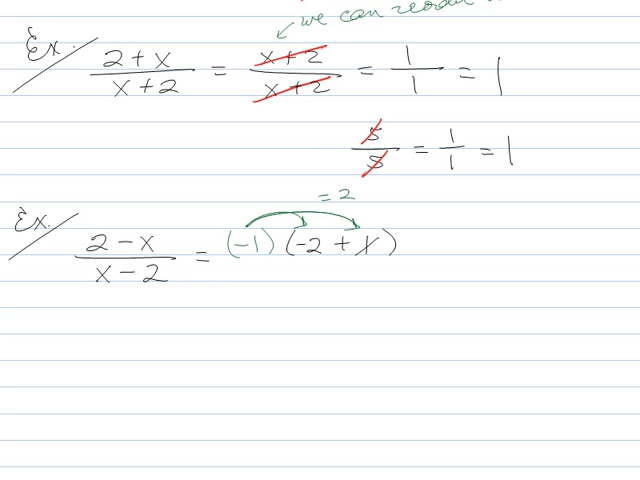 we can reorder
Ex. 2 + x / x + 2 = x + 2 / x + 2 = 1 / 1 = 1
5 / 5 = 1 / 1 = 1
= 2
Ex. 2 - x / x - 2 = (-1) (-2 + x)